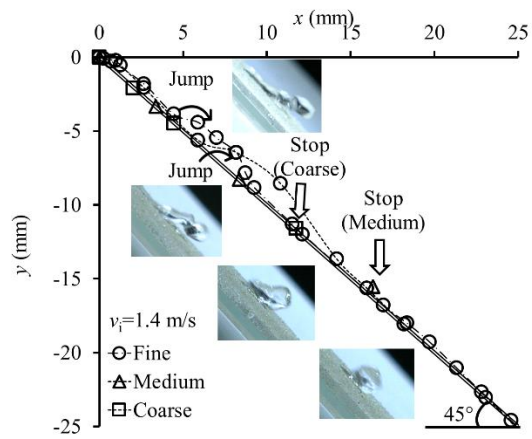 x (mm)
0 5 10 15 20 25
0
-5
-10
-15
-20
-25
y (mm)
Jump
Jump
Stop
(Coarse)
Stop
(Medium)
vi=1.4 m/s
Fine
Medium
Coarse
45°